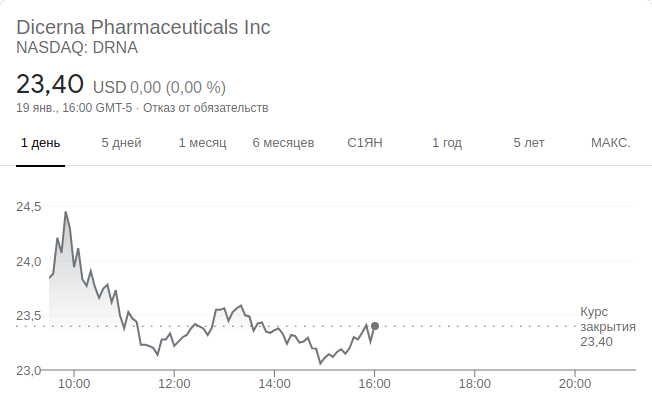 Dicerna Pharmaceuticals Inc
NASDAQ: DRNA
23,40 USD 0,00 (0,00 %)
19 янв., 16:00 GMT-5 · Отказ от обязательств
1 день 5 дней 1 месяц 6 месяцев С1ЯН 1 год 5 лет МАКС.
24,5
24,0
23,5
Курс
закрытия
23,40
23,0
10:00 12:00 14:00 16:00 18:00 20:00